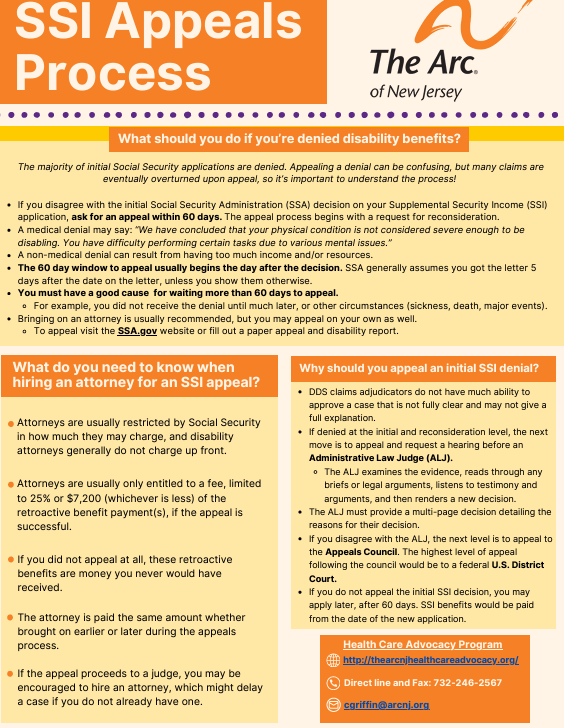 SSI Appeals
Process
The Arc®
of New Jersey
What should you do if you're denied disability benefits?
The majority of initial Social Security applications are denied. Appealing a denial can be confusing, but many claims are
eventually overturned upon appeal, so it's important to understand the process!
• If you disagree with the initial Social Security Administration (SSA) decision on your Supplemental Security Income (SSI)
application, ask for an appeal within 60 days. The appeal process begins with a request for reconsideration.
• A medical denial may say: "We have concluded that your physical condition is not considered severe enough to be
disabling. You have difficulty performing certain tasks due to various mental issues."
• A non-medical denial can result from having too much income and/or resources.
• The 60 day window to appeal usually begins the day after the decision. SSA generally assumes you got the letter 5
days after the date on the letter, unless you show them otherwise.
• You must have a good cause for waiting more than 60 days to appeal.
◦ For example, you did not receive the denial until much later, or other circumstances (sickness, death, major events).
• Bringing on an attorney is usually recommended, but you may appeal on your own as well.
◦ To appeal visit the SSA.gov website or fill out a paper appeal and disability report.
What do you need to know when
hiring an attorney for an SSI appeal?
• Attorneys are usually restricted by Social Security
in how much they may charge, and disability
attorneys generally do not charge up front.
• Attorneys are usually only entitled to a fee, limited
to 25% or $7,200 (whichever is less) of the
retroactive benefit payment(s), if the appeal is
successful.
• If you did not appeal at all, these retroactive
benefits are money you never would have
received.
• The attorney is paid the same amount whether
brought on earlier or later during the appeals
process.
• If the appeal proceeds to a judge, you may be
encouraged to hire an attorney, which might delay
a case if you do not already have one.
Why should you appeal an initial SSI denial?
• DDS claims adjudicators do not have much ability to
approve a case that is not fully clear and may not give a
full explanation.
• If denied at the initial and reconsideration level, the next
move is to appeal and request a hearing before an
Administrative Law Judge (ALJ).
◦ The ALJ examines the evidence, reads through any
briefs or legal arguments, listens to testimony and
arguments, and then renders a new decision.
• The ALJ must provide a multi-page decision detailing the
reasons for their decision.
• If you disagree with the ALJ, the next level is to appeal to
the Appeals Council. The highest level of appeal
following the council would be to a federal U.S. District
Court.
• If you do not appeal the initial SSI decision, you may
apply later, after 60 days. SSI benefits would be paid
from the date of the new application.
Health Care Advocacy Program
http://thearcnjhealthcareadvocacy.org/
Direct line and Fax: 732-246-2567
cgriffin@arcnj.org